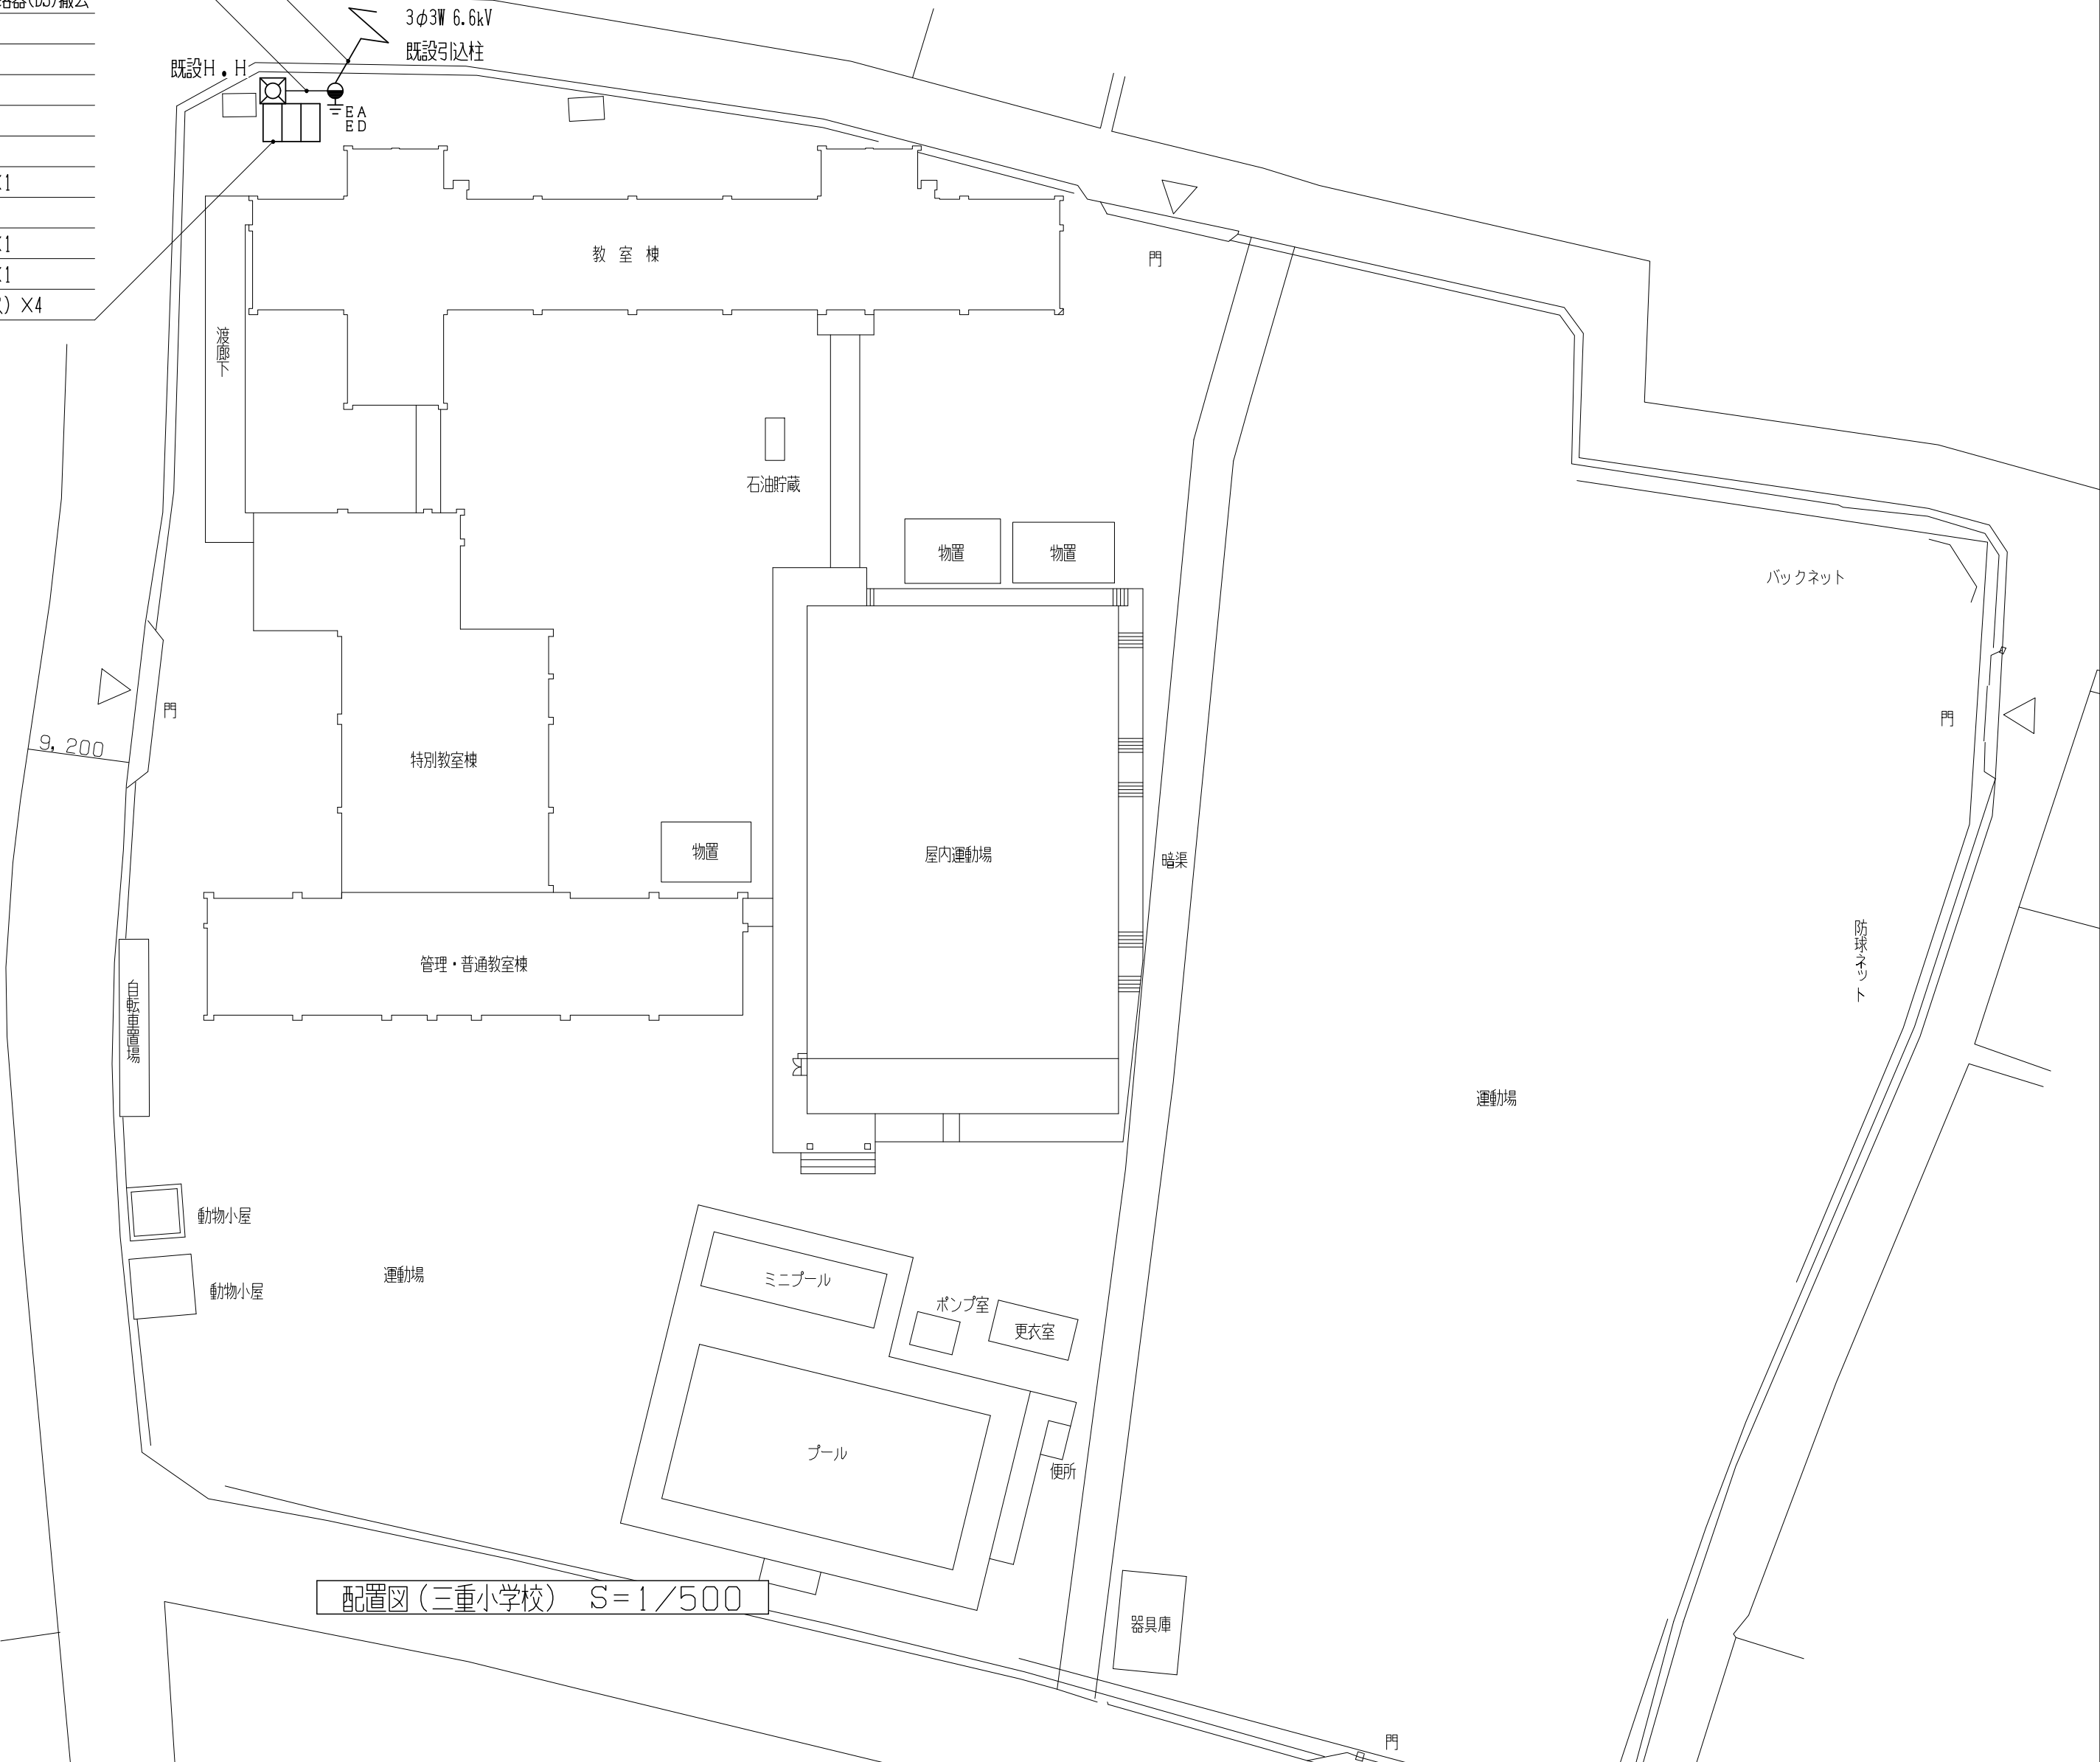 3φ3W 6.6kV
既設引込柱
既設H.H
EA
ED
X1
X1
X1
) X4
教 室 棟
門
渡廊下
石油貯蔵
物置
物置
バックネット
門
門
9,200
特別教室棟
物置
屋内運動場
暗渠
防球ネット
管理・普通教室棟
自転車置場
運動場
動物小屋
動物小屋
運動場
ミニプール
ポンプ室
更衣室
プール
便所
配置図(三重小学校) S=1/500
器具庫
門